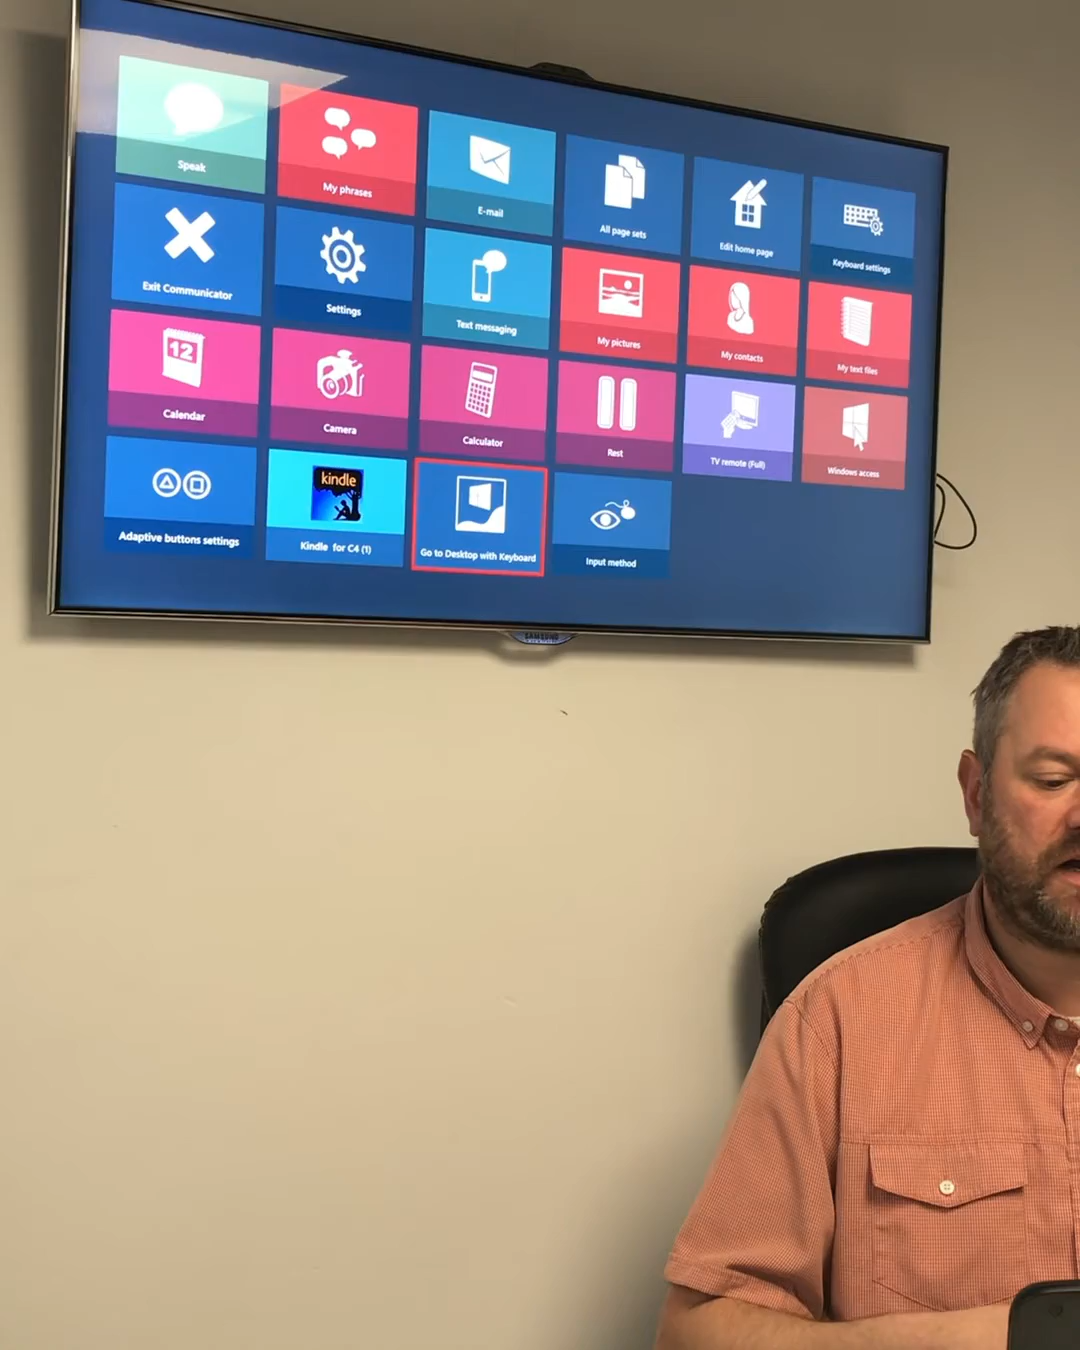 Speak
My phrases
E-mail
All page sets
Edit home page
Keyboard settings
Exit Communicator
Settings
Text messaging
My pictures
My contacts
My text files
12
Calendar
Camera
Calculator
Rest
TV remote (Full)
Windows access
Adaptive buttons settings
kindle
Kindle for C4 (1)
Go to Desktop with Keyboard
Input method
SAMSUNG